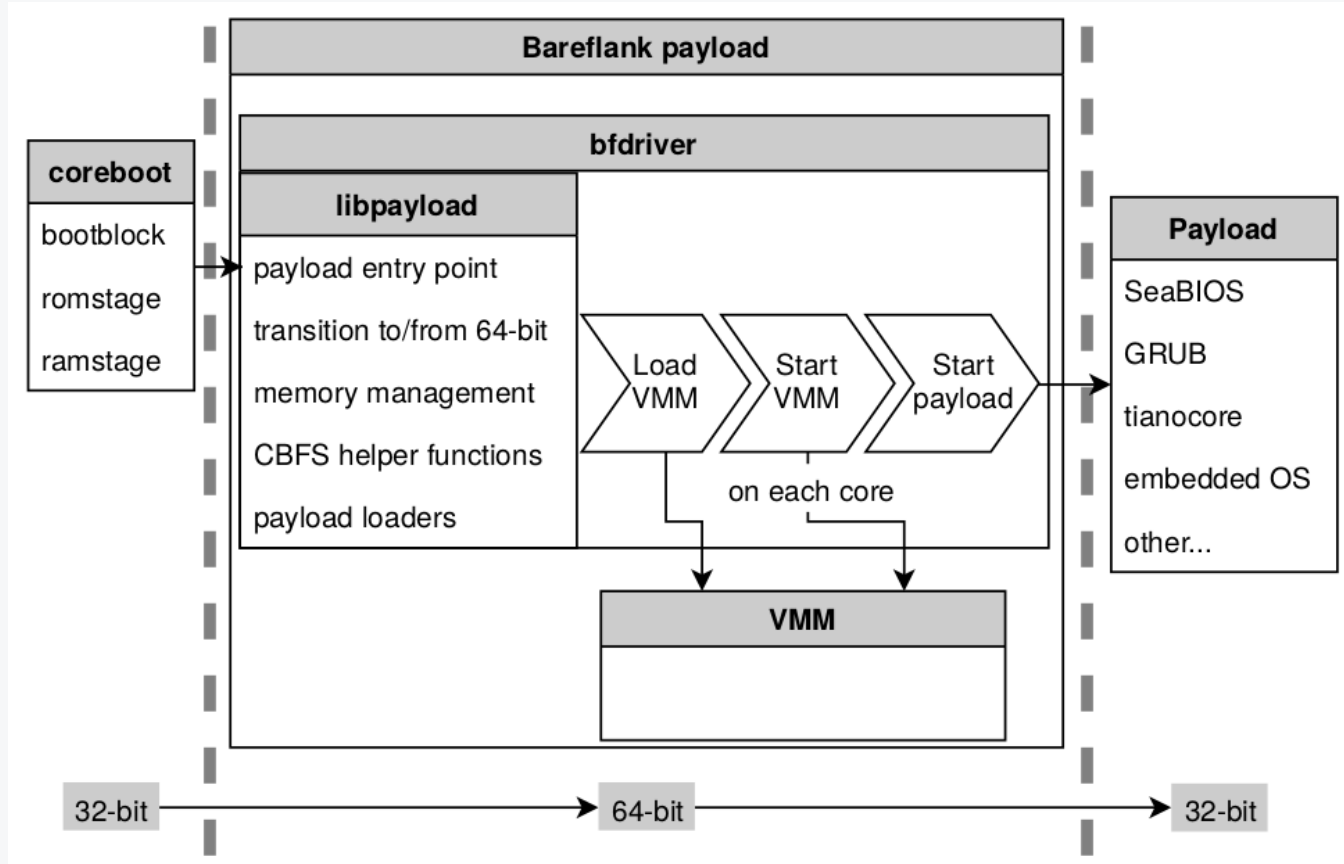 Bareflank payload
bfdriver
coreboot
bootblock
romstage
ramstage
libpayload
payload entry point
transition to/from 64-bit
memory management
CBFS helper functions
payload loaders
Load
VMM
Start
VMM
Start
payload
on each core
VMM
Payload
SeaBIOS
GRUB
tianocore
embedded OS
other...
32-bit
64-bit
32-bit